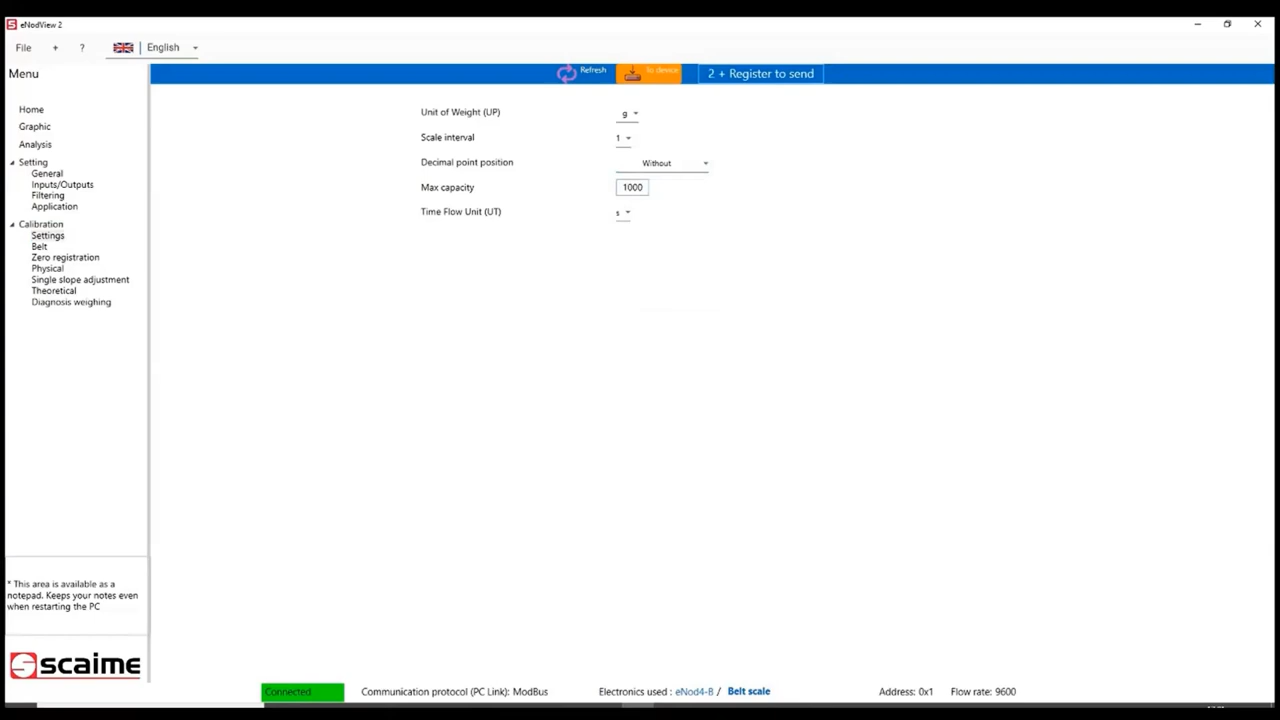 eNodView 2
File + ? English
Menu
Refresh To device 2 + Register to send
Home
Graphic
Analysis
Setting
General
Inputs/Outputs
Filtering
Application
Calibration
Settings
Belt
Zero registration
Physical
Single slope adjustment
Theoretical
Diagnosis weighing
Unit of Weight (UP) g
Scale interval 1
Decimal point position Without
Max capacity 1000
Time Flow Unit (UT) s
* This area is available as a
notepad. Keeps your notes even
when restarting the PC
scaime
Connected Communication protocol (PC Link): ModBus Electronics used : eNod4-B / Belt scale Address: 0x1 Flow rate: 9600